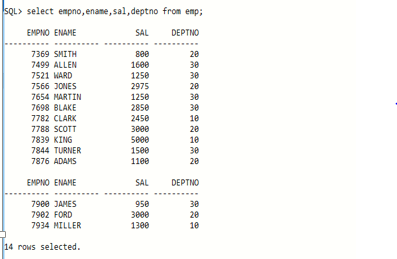 SQL> select empno,ename,sal,deptno from emp;
EMPNO ENAME SAL DEPTNO
---------- ---------- ---------- ----------
7369 SMITH 800 20
7499 ALLEN 1600 30
7521 WARD 1250 30
7566 JONES 2975 20
7654 MARTIN 1250 30
7698 BLAKE 2850 30
7782 CLARK 2450 10
7788 SCOTT 3000 20
7839 KING 5000 10
7844 TURNER 1500 30
7876 ADAMS 1100 20
EMPNO ENAME SAL DEPTNO
---------- ---------- ---------- ----------
7900 JAMES 950 30
7902 FORD 3000 20
7934 MILLER 1300 10
14 rows selected.